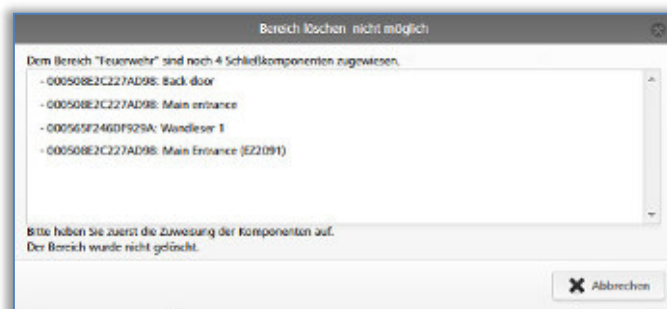 Bereich löschen nicht möglich
Dem Bereich "Feuerwehr" sind noch 4 Schließkomponenten zugewiesen.
- 000508E2C227AD98: Back door
- 000508E2C227AD98: Main entrance
- 000565F246DF929A: Wandleser 1
- 000508E2C227AD98: Main Entrance (EZ2091)
Bitte heben Sie zuerst die Zuweisung der Komponenten auf.
Der Bereich wurde nicht gelöscht.
Abbrechen